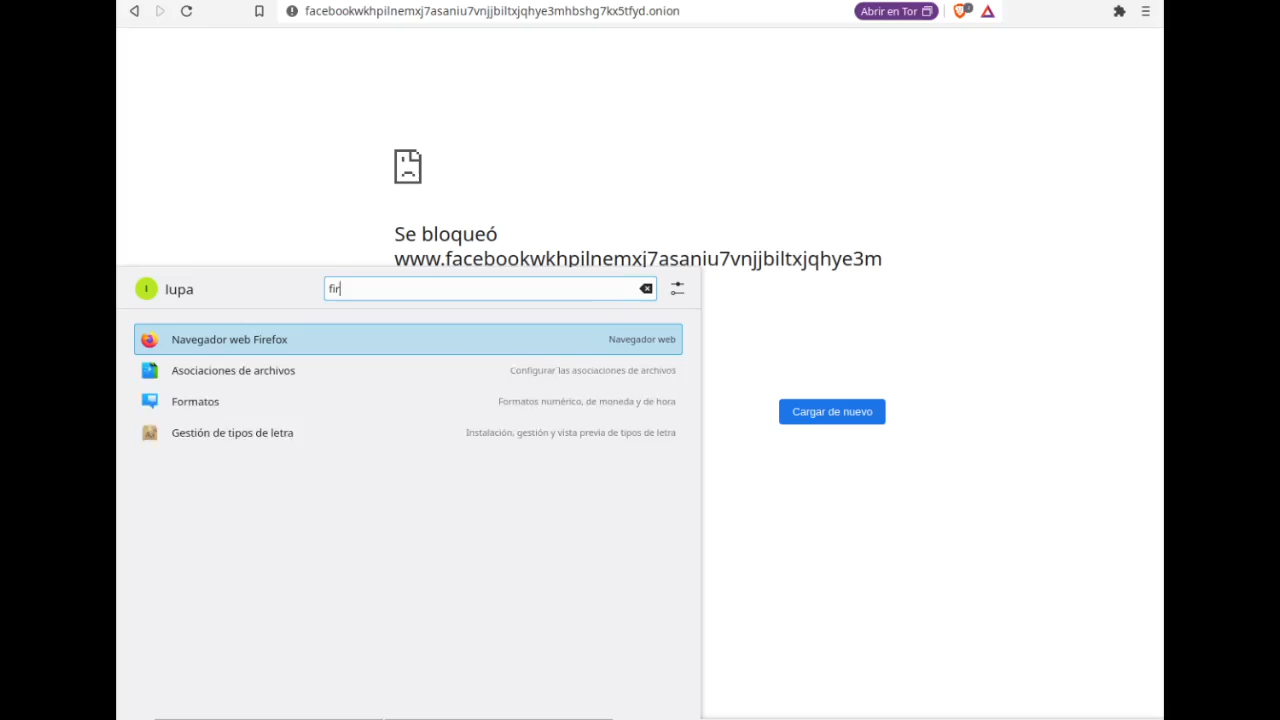 facebookwkhpilnemxj7asaniu7vnjjbiltxjqhye3mhbshg7kx5tfyd.onion
Abrir en Tor
Se bloqueó
www.facebookwkhpilnemxj7asaniu7vnjjbiltxjqhye3m
lupa
fir
Navegador web Firefox Navegador web
Asociaciones de archivos Configurar las asociaciones de archivos
Formatos Formatos numérico, de moneda y de hora
Cargar de nuevo
Gestión de tipos de letra Instalación, gestión y vista previa de tipos de letra